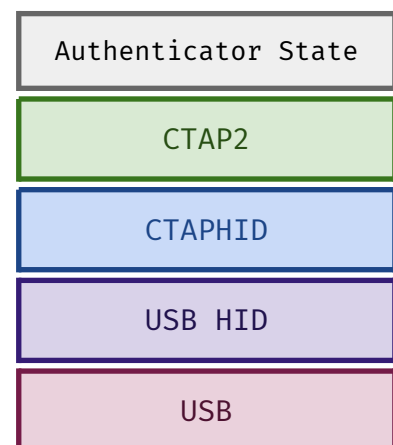 Authenticator State
CTAP2
CTAPHID
USB HID
USB